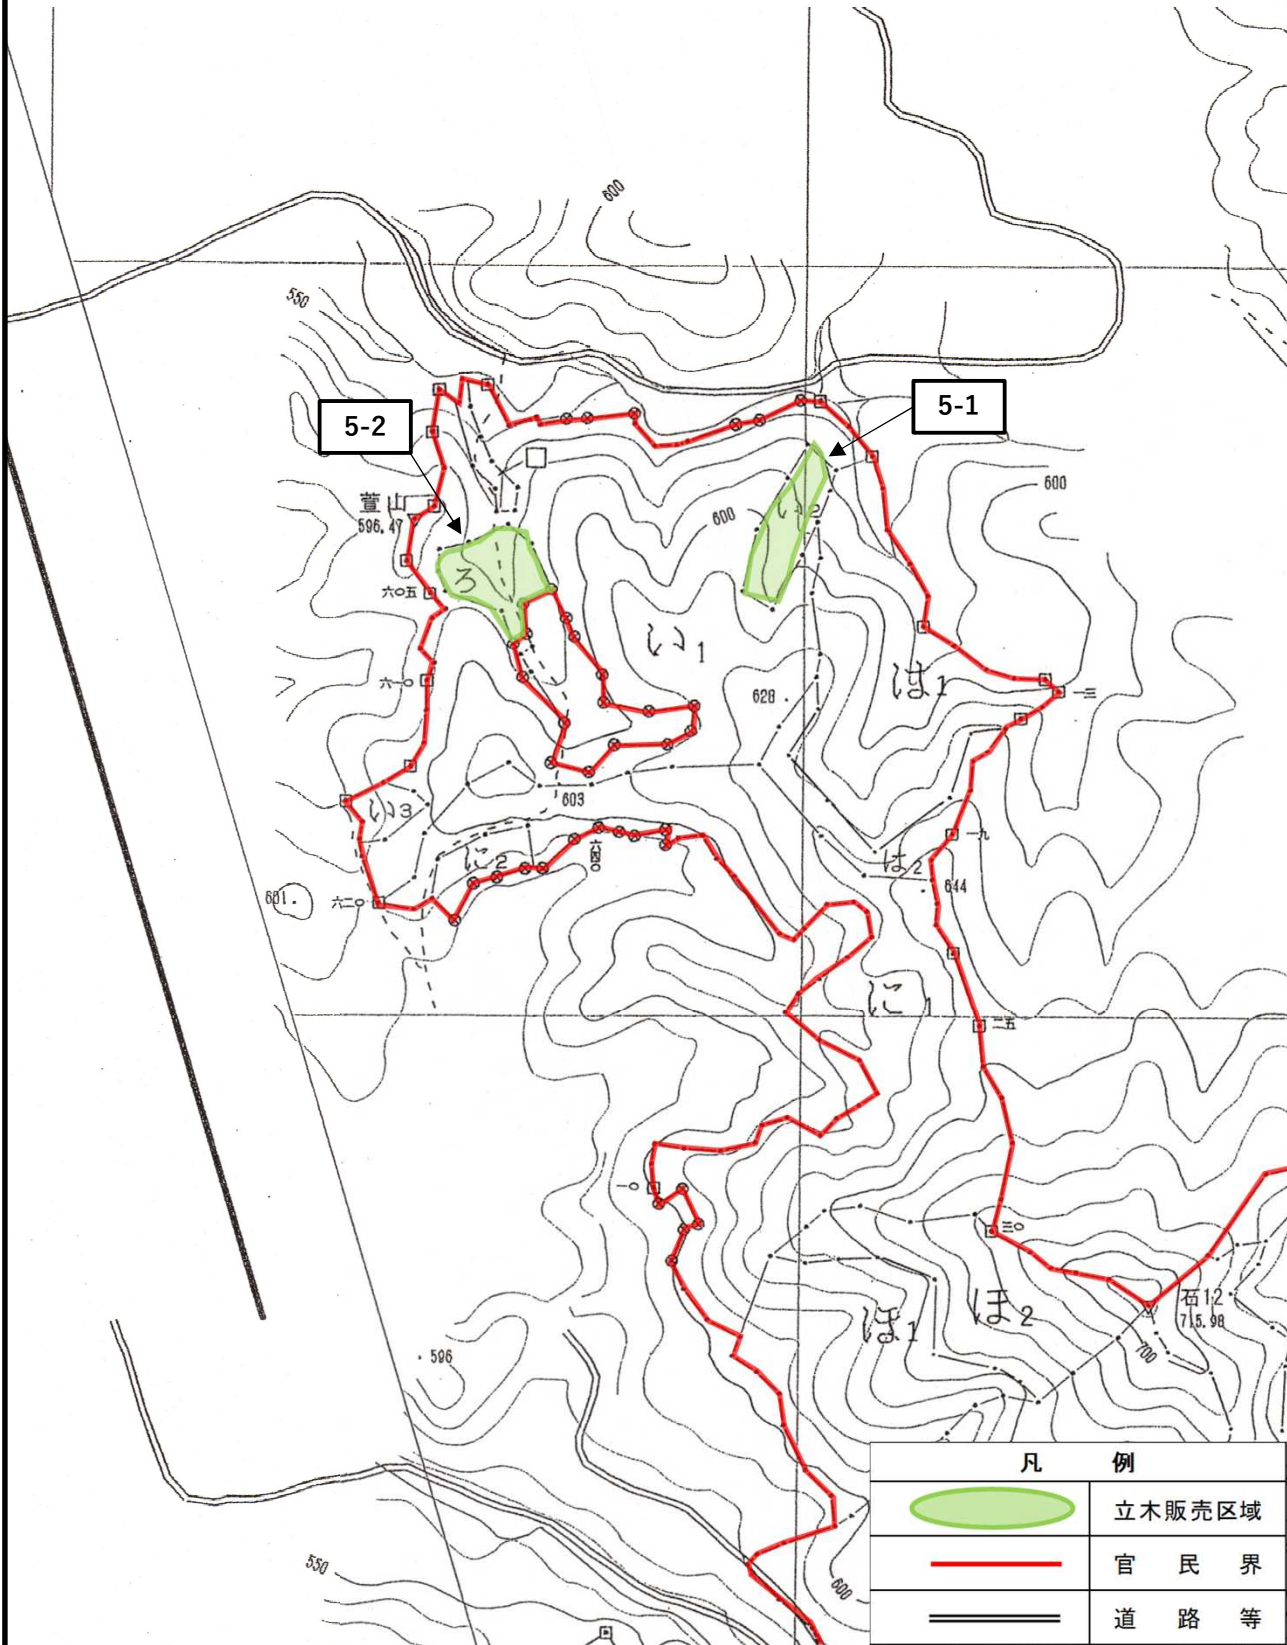 600
550
5-1
5-2
萱山
596.47
600
600
い2
ろ
六〇五
い1
は1
六一〇
628
一三
603
い3
一九
に2
六四〇
は2
644
601.
六二〇
に1
二五
一〇
三〇
石12
715.98
ほ1
ほ2
700
596
550
600
凡 例
立木販売区域
官 民 界
道 路 等